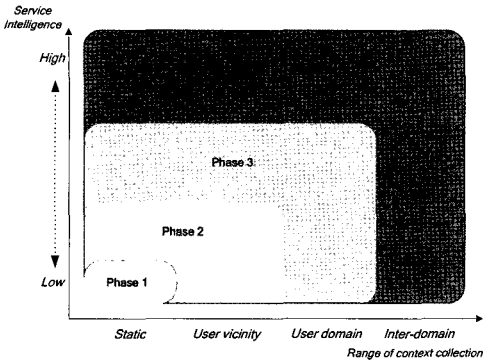 Service
Intelligence
High
Phase 3
Phase 2
Low
Phase 1
Static
User vicinity
User domain
Inter-domain
Range of context collection